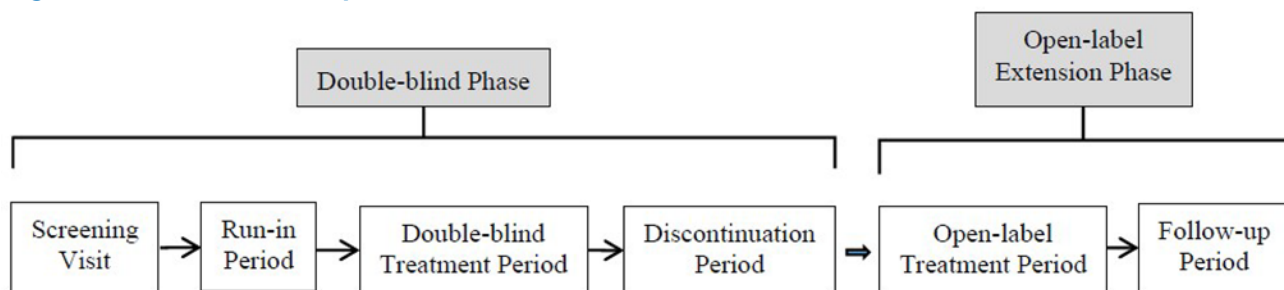 Double-blind Phase
Open-label
Extension Phase
Screening
Visit
Run-in
Period
Double-blind
Treatment Period
Discontinuation
Period
Open-label
Treatment Period
Follow-up
Period